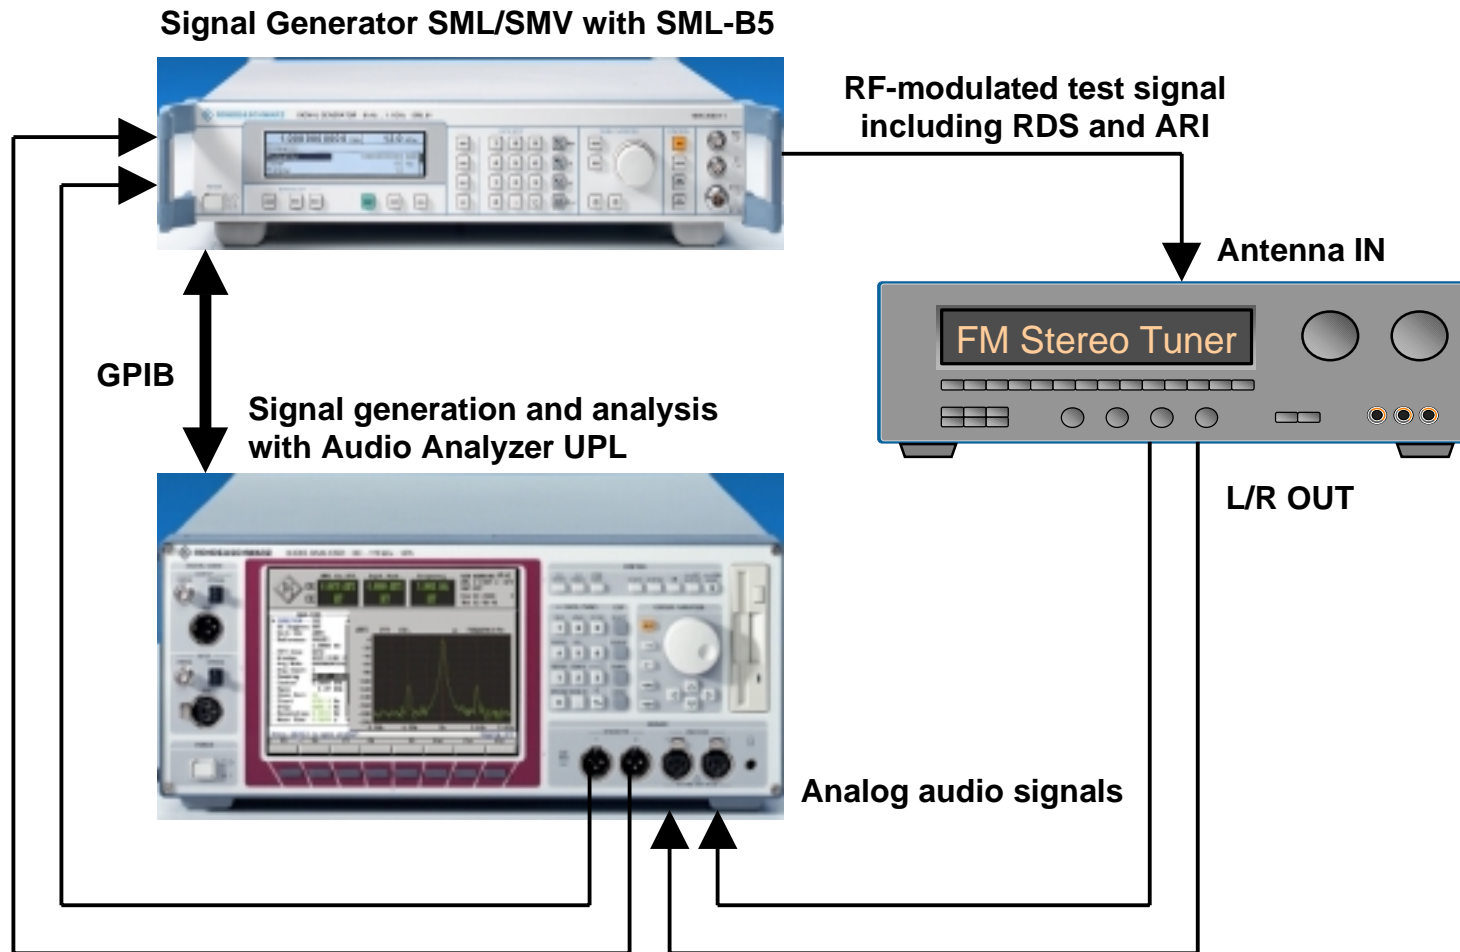 Signal Generator SML/SMV with SML-B5
RF-modulated test signal
including RDS and ARI
Antenna IN
FM Stereo Tuner
GPIB
Signal generation and analysis
with Audio Analyzer UPL
L/R OUT
Analog audio signals